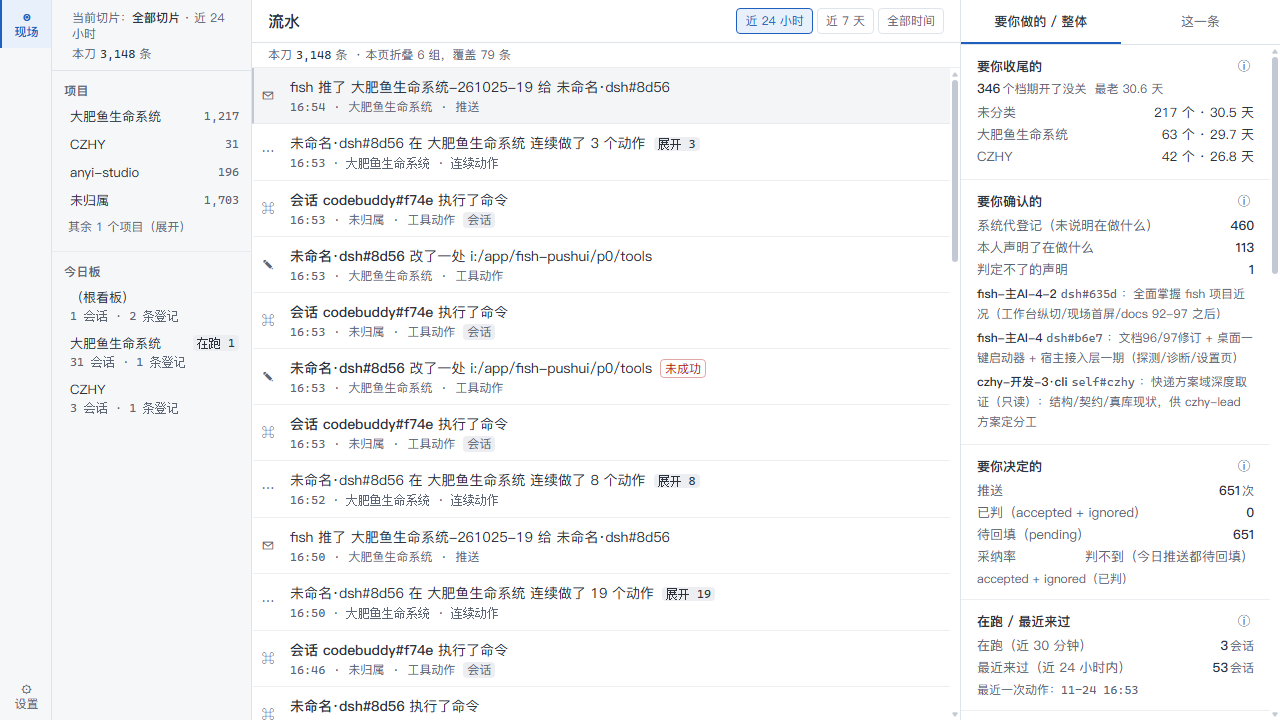 现场
设置
当前切片：全部切片 · 近 24
小时
本刀 3,148 条
项目
大肥鱼生命系统 1,217
CZHY 31
anyi-studio 196
未归属 1,703
其余 1 个项目（展开）
今日板
（根看板）
1 会话 · 2 条登记
大肥鱼生命系统 在跑 1
31 会话 · 1 条登记
CZHY
3 会话 · 1 条登记
流水 近 24 小时 近 7 天 全部时间
本刀 3,148 条 · 本页折叠 6 组，覆盖 79 条
fish 推了 大肥鱼生命系统-261025-19 给 未命名·dsh#8d56
16:54 · 大肥鱼生命系统 · 推送
未命名·dsh#8d56 在 大肥鱼生命系统 连续做了 3 个动作 展开 3
16:53 · 大肥鱼生命系统 · 连续动作
会话 codebuddy#f74e 执行了命令
16:53 · 未归属 · 工具动作 会话
未命名·dsh#8d56 改了一处 i:/app/fish-pushui/p0/tools
16:53 · 大肥鱼生命系统 · 工具动作
会话 codebuddy#f74e 执行了命令
16:53 · 未归属 · 工具动作 会话
未命名·dsh#8d56 改了一处 i:/app/fish-pushui/p0/tools 未成功
16:53 · 大肥鱼生命系统 · 工具动作
会话 codebuddy#f74e 执行了命令
16:53 · 未归属 · 工具动作 会话
未命名·dsh#8d56 在 大肥鱼生命系统 连续做了 8 个动作 展开 8
16:52 · 大肥鱼生命系统 · 连续动作
fish 推了 大肥鱼生命系统-261025-19 给 未命名·dsh#8d56
16:50 · 大肥鱼生命系统 · 推送
未命名·dsh#8d56 在 大肥鱼生命系统 连续做了 19 个动作 展开 19
16:50 · 大肥鱼生命系统 · 连续动作
会话 codebuddy#f74e 执行了命令
16:46 · 未归属 · 工具动作 会话
未命名·dsh#8d56 执行了命令
要你做的 / 整体 这一条
要你收尾的
346 个档期开了没关 最老 30.6 天
未分类 217 个 · 30.5 天
大肥鱼生命系统 63 个 · 29.7 天
CZHY 42 个 · 26.8 天
要你确认的
系统代登记（未说明在做什么） 460
本人声明了在做什么 113
判定不了的声明 1
fish-主AI-4-2 dsh#635d：全面掌握 fish 项目近
况（工作台纵切/现场首屏/docs 92-97 之后）
fish-主AI-4 dsh#b6e7：文档96/97修订 + 桌面一
键启动器 + 宿主接入层一期（探测/诊断/设置页）
czhy-开发-3·cli self#czhy：快递方案域深度取
证（只读）：结构/契约/真库现状，供 czhy-lead
方案定分工
要你决定的
推送 651次
已判（accepted + ignored） 0
待回填（pending） 651
采纳率 判不到（今日推送都待回填）
accepted + ignored（已判）
在跑 / 最近来过
在跑（近 30 分钟） 3会话
最近来过（近 24 小时内） 53会话
最近一次动作：11-24 16:53